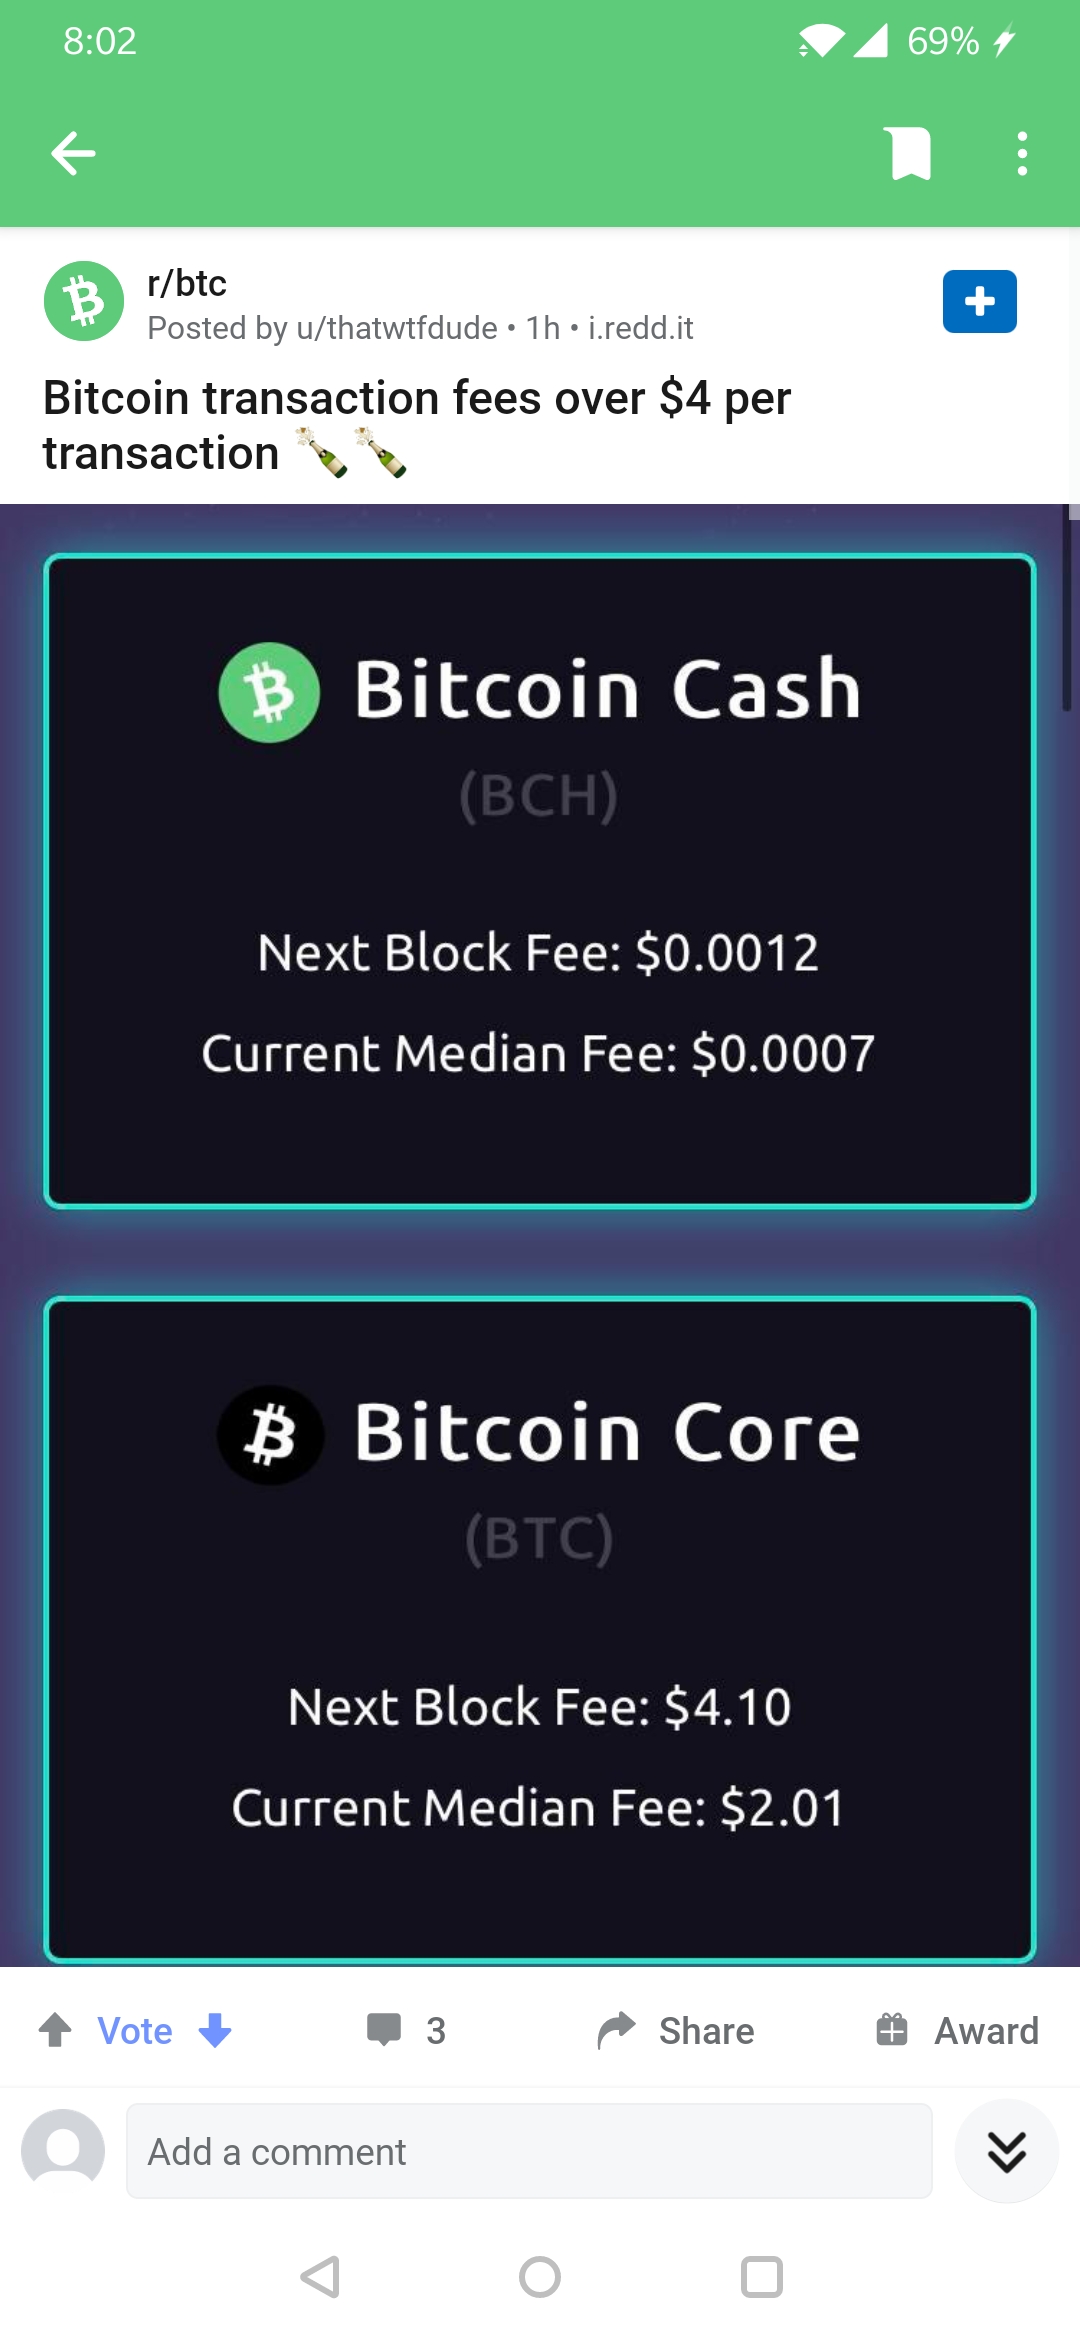 8:02
69%
r/btc
Posted by u/thatwtfdude • 1h • i.redd.it
Bitcoin transaction fees over $4 per
transaction 🍾🍾
Bitcoin Cash
(BCH)
Next Block Fee: $0.0012
Current Median Fee: $0.0007
Bitcoin Core
(BTC)
Next Block Fee: $4.10
Current Median Fee: $2.01
Vote
3
Share
Award
Add a comment